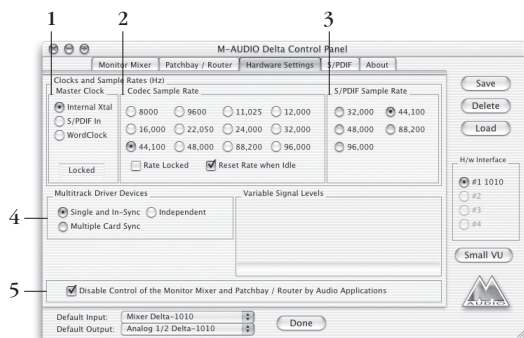 1 2 3
M-AUDIO Delta Control Panel
Monitor Mixer Patchbay / Router Hardware Settings S/PDIF About
Clocks and Sample Rates (Hz)
Master Clock
Internal Xtal
S/PDIF In
WordClock
Locked
Codec Sample Rate
8000 9600 11,025 12,000
16,000 22,050 24,000 32,000
44,100 48,000 88,200 96,000
Rate Locked Reset Rate when Idle
S/PDIF Sample Rate
32,000 44,100
48,000 88,200
96,000
Save
Delete
Load
H/w Interface
#1 1010
#2
#3
#4
Small VU
M
AUDIO
4
Multitrack Driver Devices
Single and In-Sync Independent
Multiple Card Sync
Variable Signal Levels
5
Disable Control of the Monitor Mixer and Patchbay / Router by Audio Applications
Default Input: Mixer Delta-1010
Default Output: Analog 1/2 Delta-1010
Done